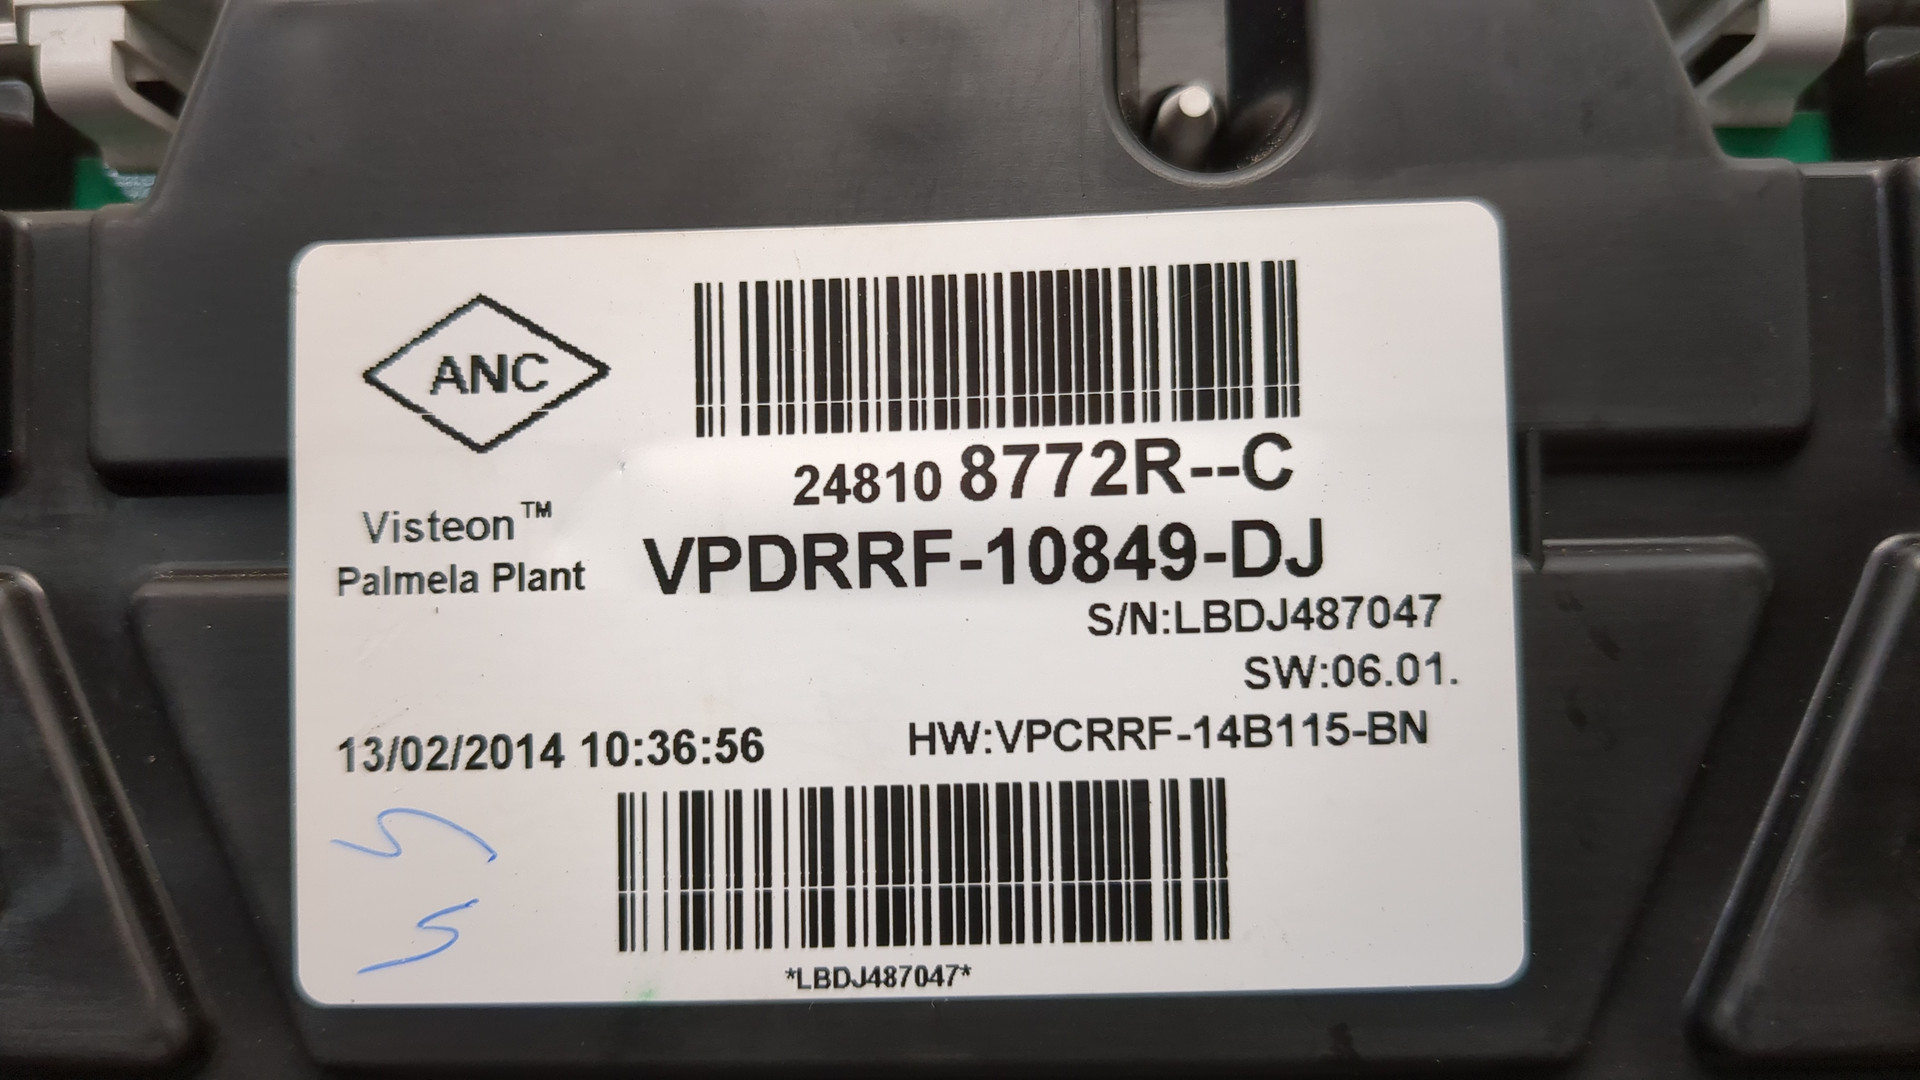 ANC
24810 8772R--C
Visteon™
Palmela Plant
VPDRRF-10849-DJ
S/N:LBDJ487047
SW:06.01.
13/02/2014 10:36:56
HW:VPCRRF-14B115-BN
*LBDJ487047*